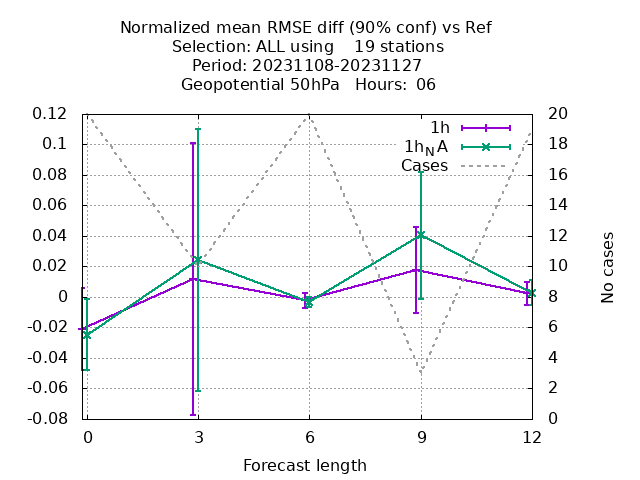 Normalized mean RMSE diff (90% conf) vs Ref
Selection: ALL using    19 stations
Period: 20231108-20231127
Geopotential 50hPa   Hours:  06
0.12
0.1
0.08
0.06
0.04
0.02
0
-0.02
-0.04
-0.06
-0.08
1h
1hNA
Cases
20
18
16
14
12
10
8
6
4
2
0
No cases
0 3 6 9 12
Forecast length